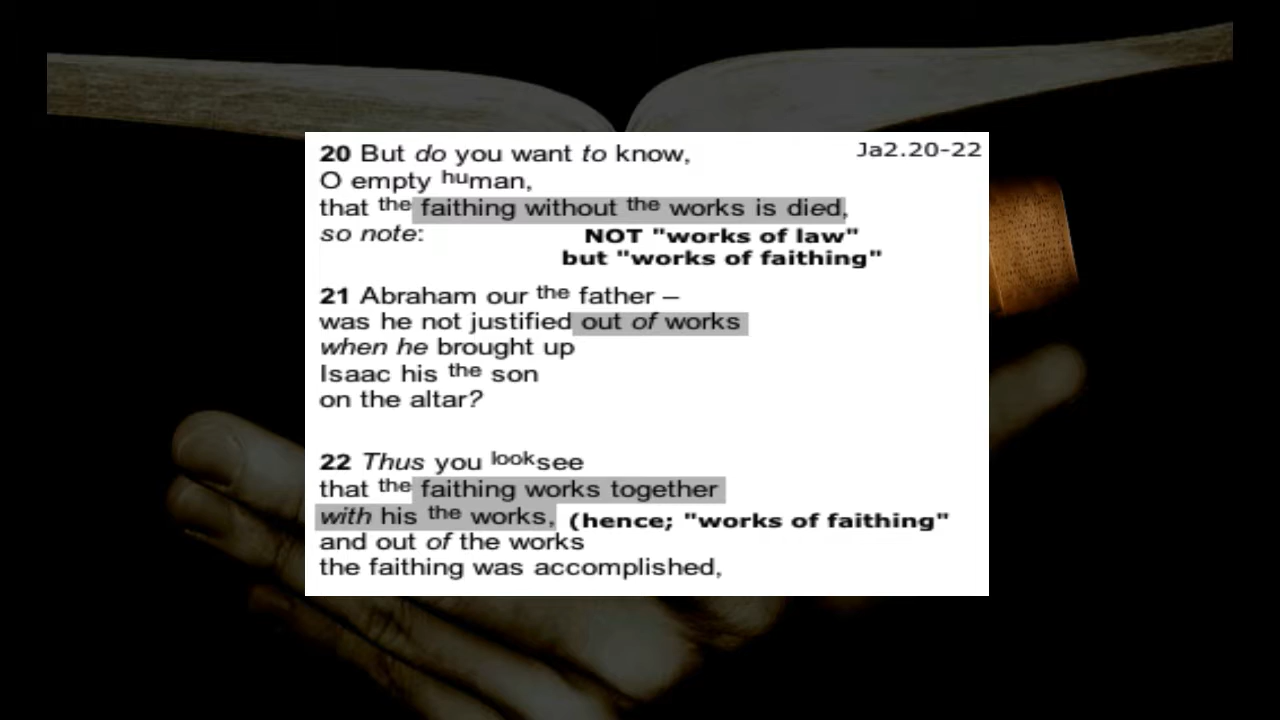 20 But do you want to know, Ja2.20-22
O empty human,
that the faithing without the works is died,
so note: NOT "works of law"
but "works of faithing"
21 Abraham our the father –
was he not justified out of works
when he brought up
Isaac his the son
on the altar?
22 Thus you looksee
that the faithing works together
with his the works, (hence; "works of faithing"
and out of the works
the faithing was accomplished,